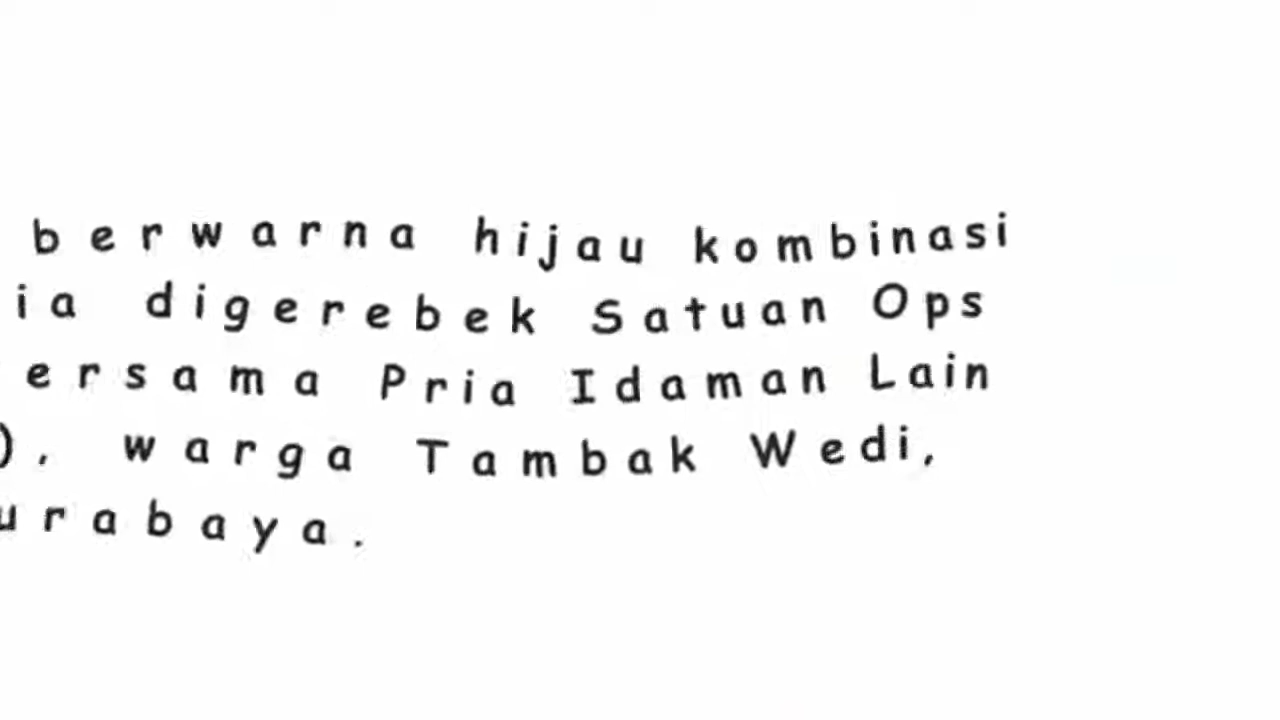 berwarna hijau kombinasi
ia digerebek Satuan Ops
ersama Pria Idaman Lain
), warga Tambak Wedi,
urabaya.